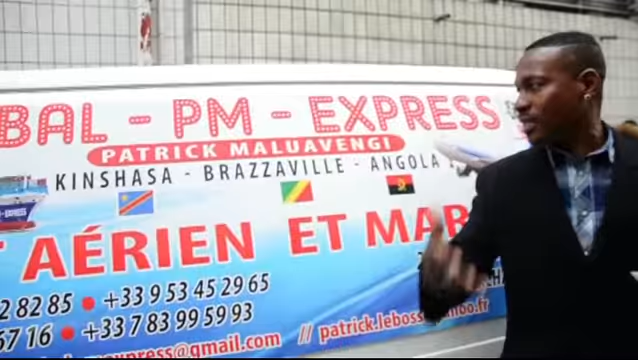 BAL - PM - EXPRESS
PATRICK MALUAVENGI
KINSHASA - BRAZZAVILLE - ANGOLA
-EXPRESS
AÉRIEN ET MAR
2 82 85 • +33 9 53 45 29 65
67 16 • +33 7 83 99 59 93
express@gmail.com // patrick.leboss